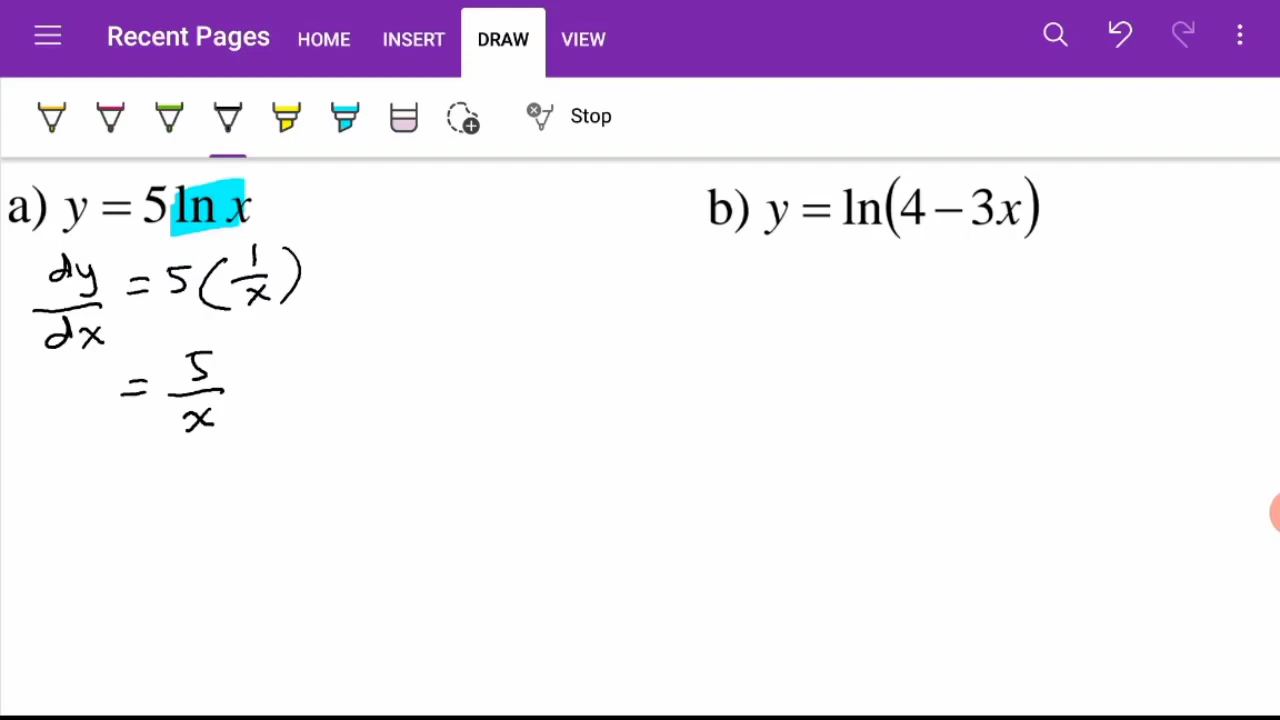 Recent Pages HOME INSERT DRAW VIEW
Stop
a) y = 5 ln x
dy/dx = 5 (1/x)
= 5/x
b) y = ln(4 − 3x)